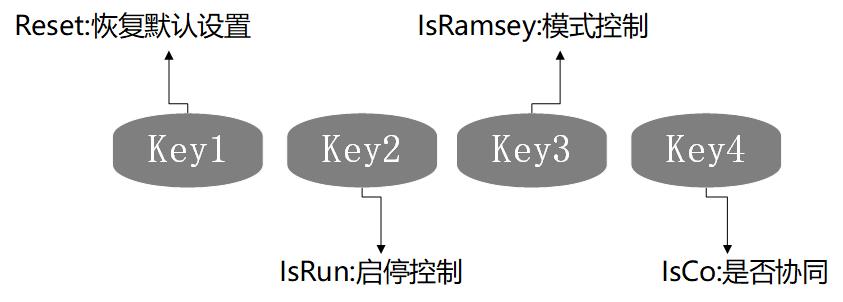 Reset:恢复默认设置
IsRamsey:模式控制
Key1
Key2
Key3
Key4
IsRun:启停控制
IsCo:是否协同